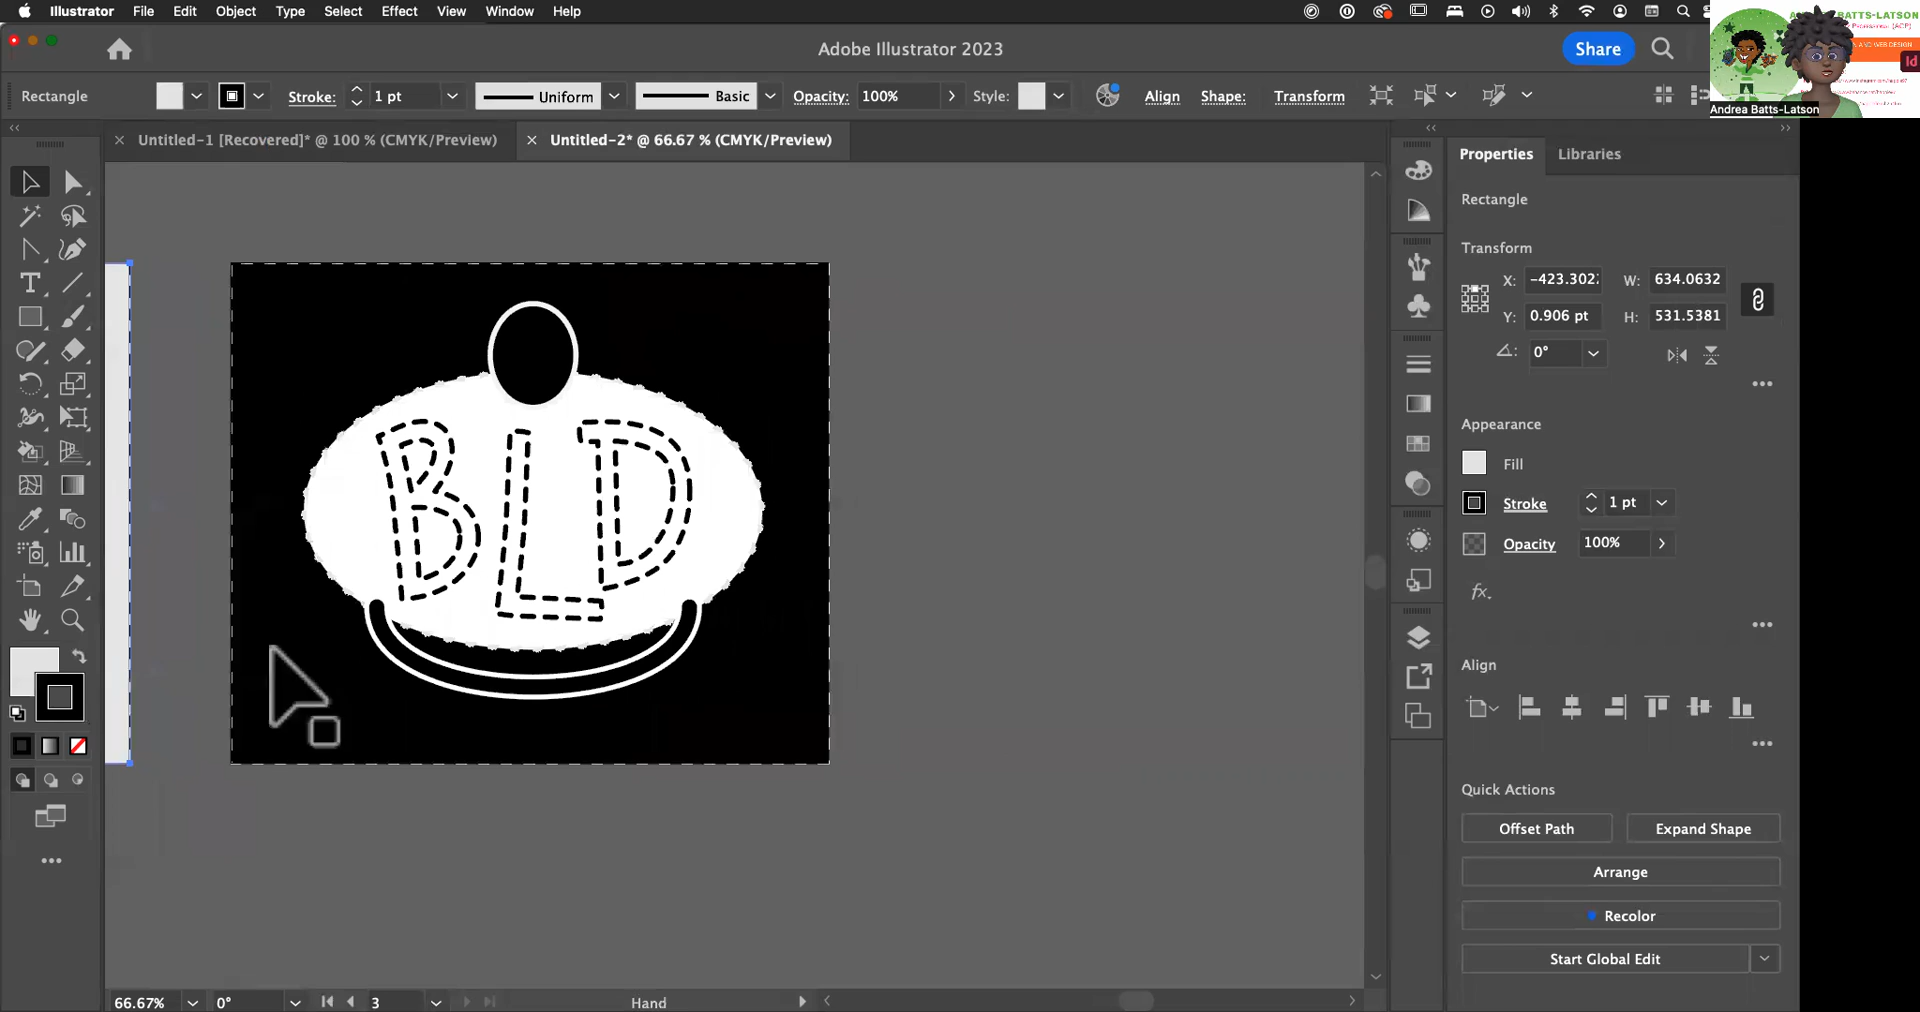 Illustrator File Edit Object Type Select Effect View Window Help
Adobe Illustrator 2023
Share
Rectangle Stroke: 1 pt Uniform Basic Opacity: 100% Style: Align Shape: Transform
Untitled-1 [Recovered]* @ 100 % (CMYK/Preview)
Untitled-2* @ 66.67 % (CMYK/Preview)
BATTS-LATSON
AND WEB DESIGN
Id
Andrea Batts-Latson
Properties Libraries
Rectangle
Transform
X: -423.302 W: 634.0632
Y: 0.906 pt H: 531.5381
0°
Appearance
Fill
Stroke 1 pt
Opacity 100%
fx.
Align
Quick Actions
Offset Path Expand Shape
Arrange
Recolor
Start Global Edit
T
BLD
66.67% 0° 3 Hand